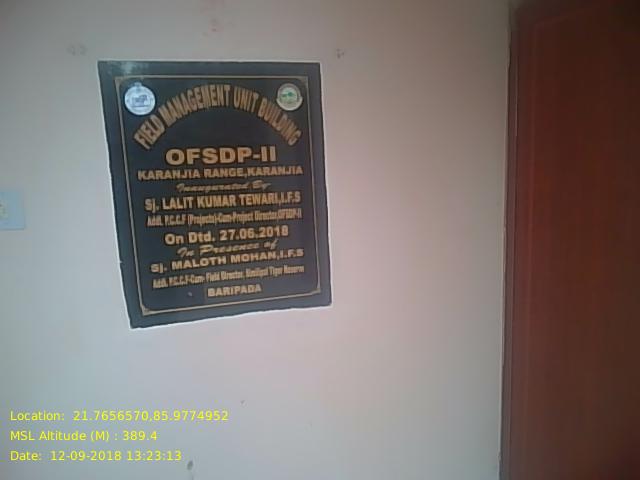 FIELD MANAGEMENT UNIT BUILDING
OFSDP-II
KARANJIA RANGE,KARANJIA
Inaugurated By
Sj. LALIT KUMAR TEWARI,I.F.S
Addl. P.C.C.F (Projects)-Cum-Project Director,OFSDP-II
On Dtd. 27.06.2018
In Presence of
Sj. MALOTH MOHAN,I.F.S
Addl. P.C.C.F-Cum- Field Director, Similipal Tiger Reserve
BARIPADA
Location: 21.7656570,85.9774952
MSL Altitude (M) : 389.4
Date: 12-09-2018 13:23:13